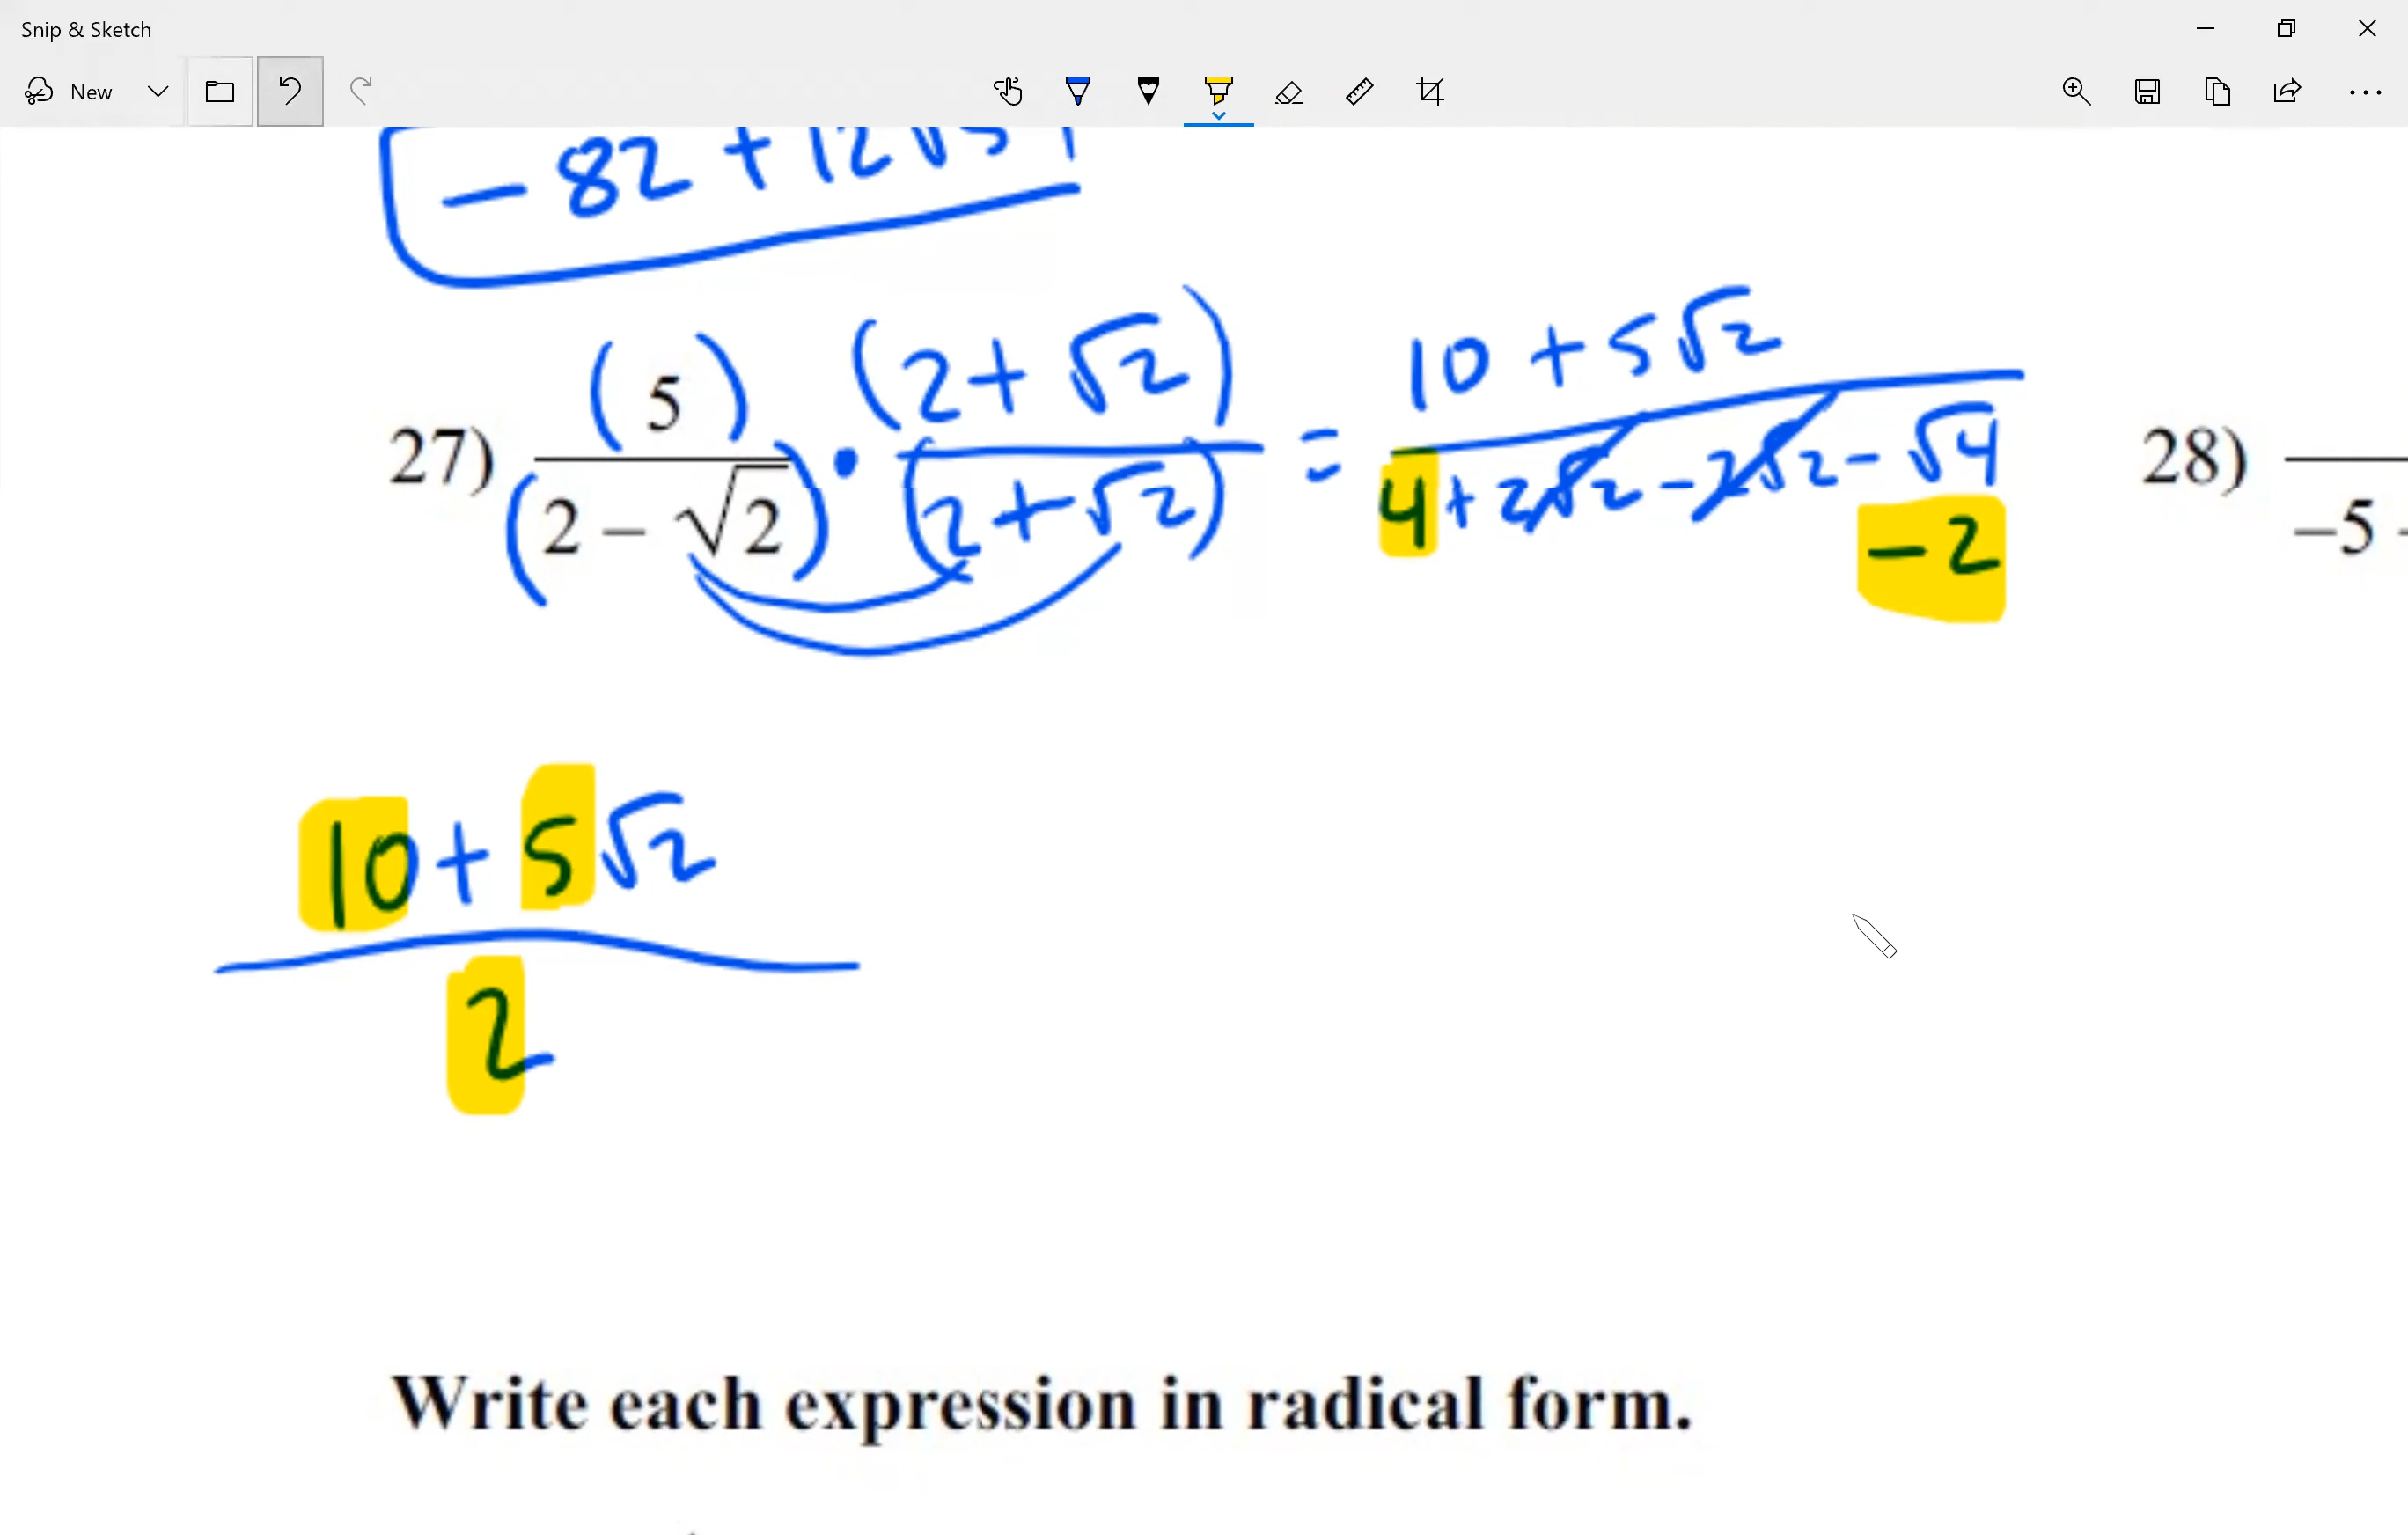 Snip & Sketch
New
- 82 + 12√5
27) (5) / (2 - √2) • (2 + √2) / (2 + √2) = 10 + 5√2 / 4 + 2√2 - 2√2 - √4
- 2
28)
-5 -
10 + 5√2
2
Write each expression in radical form.